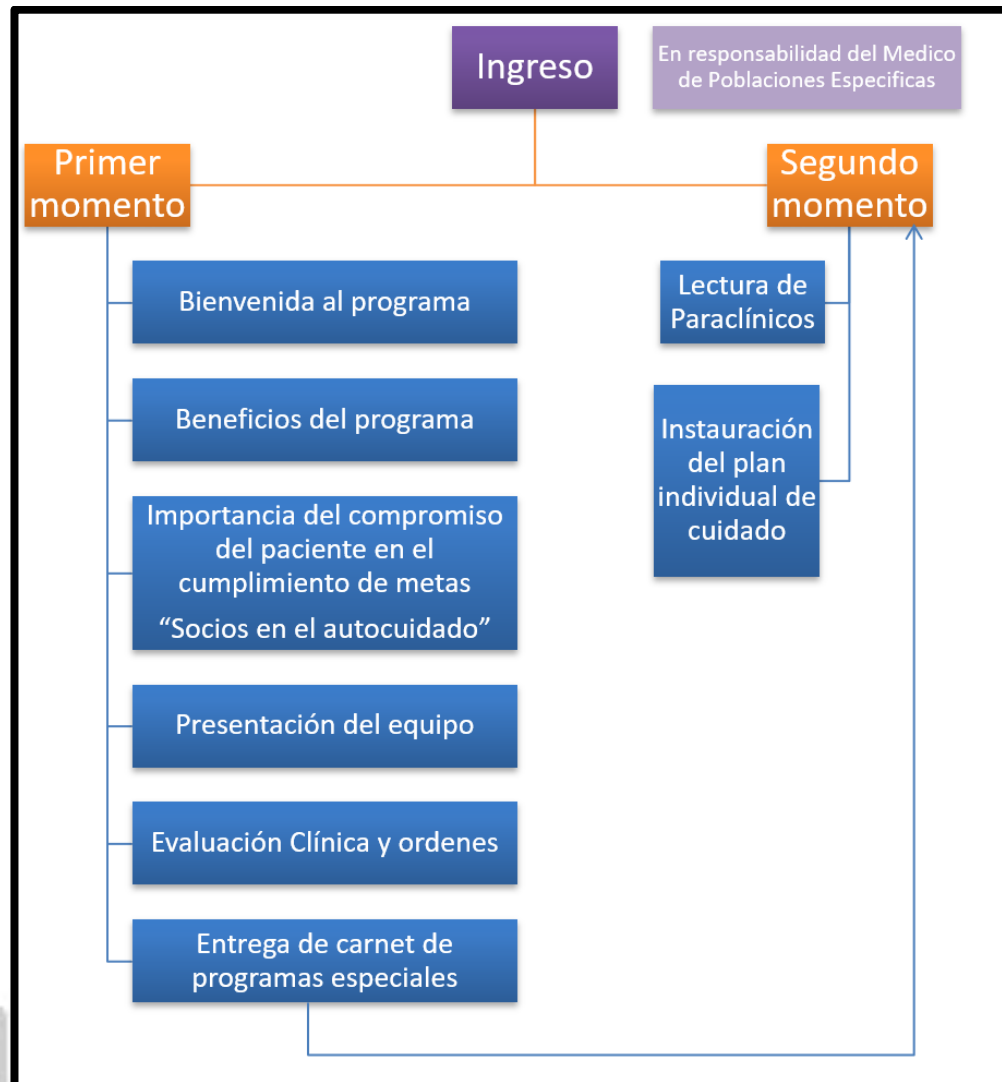 Ingreso
En responsabilidad del Medico
de Poblaciones Especificas
Primer
momento
Bienvenida al programa
Beneficios del programa
Importancia del compromiso
del paciente en el
cumplimiento de metas
“Socios en el autocuidado”
Presentación del equipo
Evaluación Clínica y ordenes
Entrega de carnet de
programas especiales
Segundo
momento
Lectura de
Paraclínicos
Instauración
del plan
individual de
cuidado